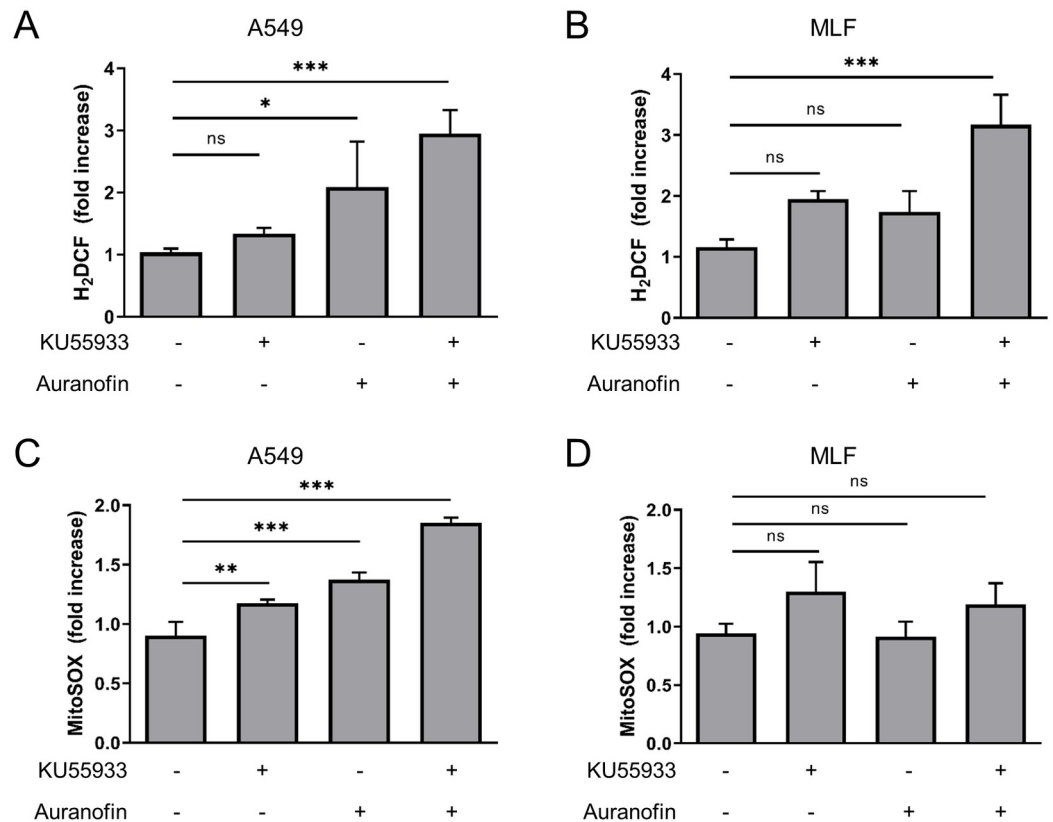 A
A549
H₂DCF (fold increase)
4
3
2
1
0
***
*
ns
KU55933 - + - +
Auranofin - - + +
B
MLF
H₂DCF (fold increase)
4
3
2
1
0
***
ns
ns
KU55933 - + - +
Auranofin - - + +
C
A549
MitoSOX (fold increase)
2.0
1.5
1.0
0.5
0.0
***
***
**
KU55933 - + - +
Auranofin - - + +
D
MLF
MitoSOX (fold increase)
2.0
1.5
1.0
0.5
0.0
ns
ns
ns
KU55933 - + - +
Auranofin - - + +